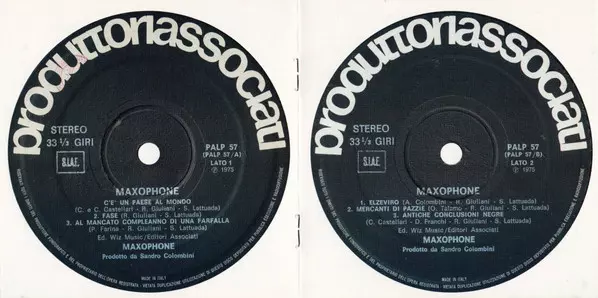 produttoriassociati
STEREO
33 1/3 GIRI
S.I.A.E.
PALP 57
(PALP 57/A)
LATO 1
℗ 1975
MAXOPHONE
C'E' UN PAESE AL MONDO
(C. e C. Castellari - R. Giuliani - S. Lattuada)
2. FASE (R. Giuliani - S. Lattuada)
3. AL MANCATO COMPLEANNO DI UNA FARFALLA
(P. Farina - R. Giuliani - S. Lattuada)
Ed. Wiz Music/Editori Associati
MAXOPHONE
Prodotto da Sandro Colombini
MADE IN ITALY
produttoriassociati
STEREO
33 1/3 GIRI
S.I.A.E.
PALP 57
(PALP 57/B)
LATO 2
℗ 1975
MAXOPHONE
1. ELZEVIRO (A. Colombini - R. Giuliani - S. Lattuada)
2. MERCANTI DI PAZZIE (O. Talamo - R. Giuliani - S. Lattuada)
3. ANTICHE CONCLUSIONI NEGRE
(C. Castellari - D. Franchi - R. Giuliani - S. Lattuada)
Ed. Wiz Music/Editori Associati
MAXOPHONE
Prodotto da Sandro Colombini
MADE IN ITALY